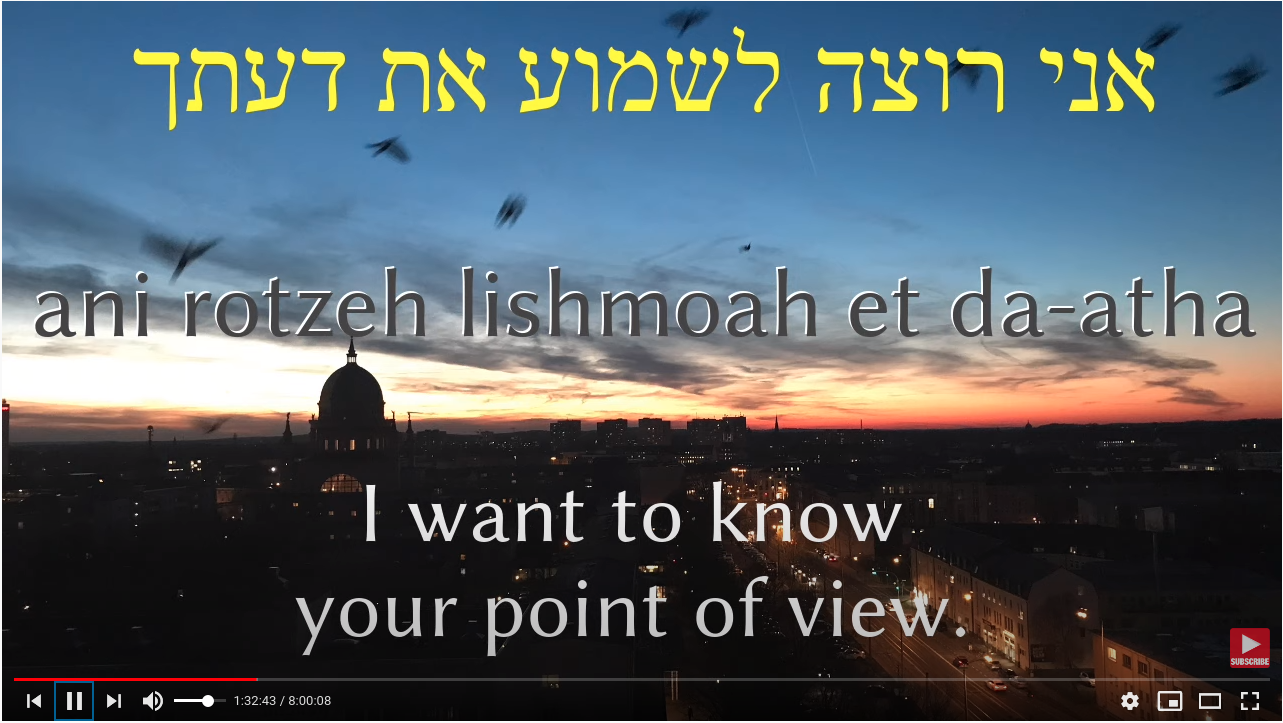 אני רוצה לשמוע את דעתך
ani rotzeh lishmoah et da-atha
I want to know
your point of view.
SUBSCRIBE
1:32:43 / 8:00:08